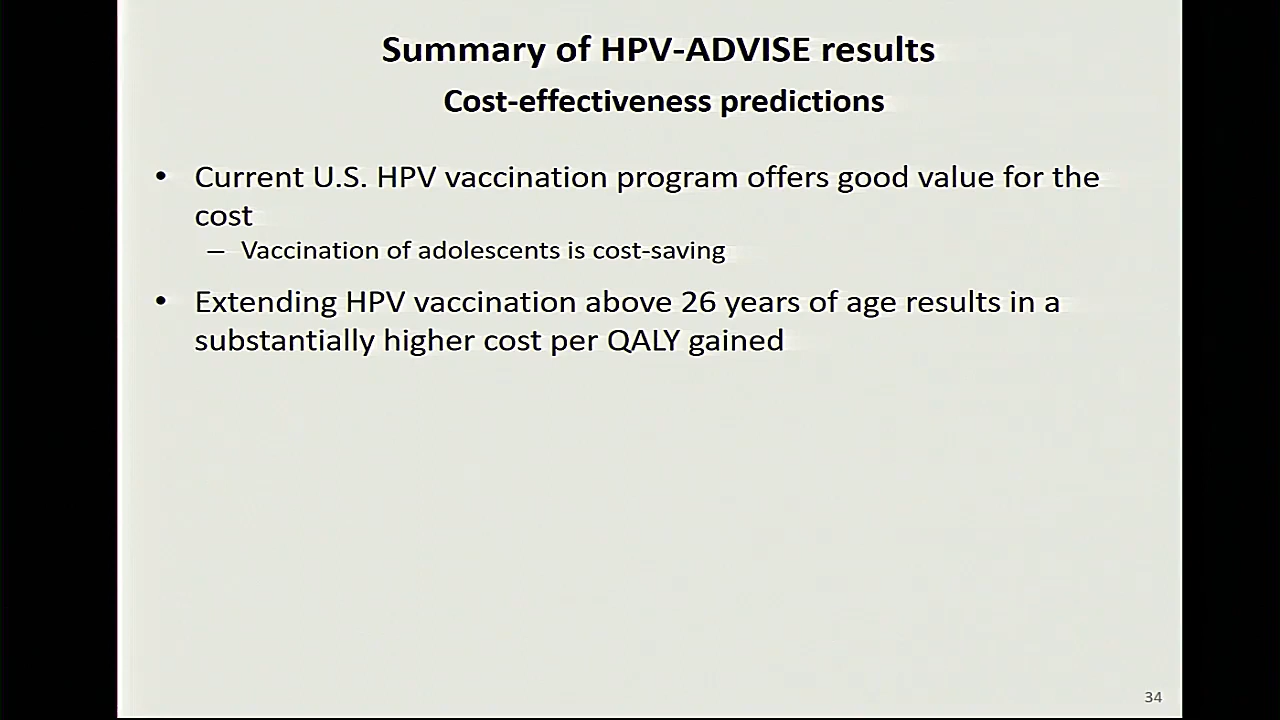 Summary of HPV-ADVISE results
Cost-effectiveness predictions
• Current U.S. HPV vaccination program offers good value for the
cost
– Vaccination of adolescents is cost-saving
• Extending HPV vaccination above 26 years of age results in a
substantially higher cost per QALY gained
34